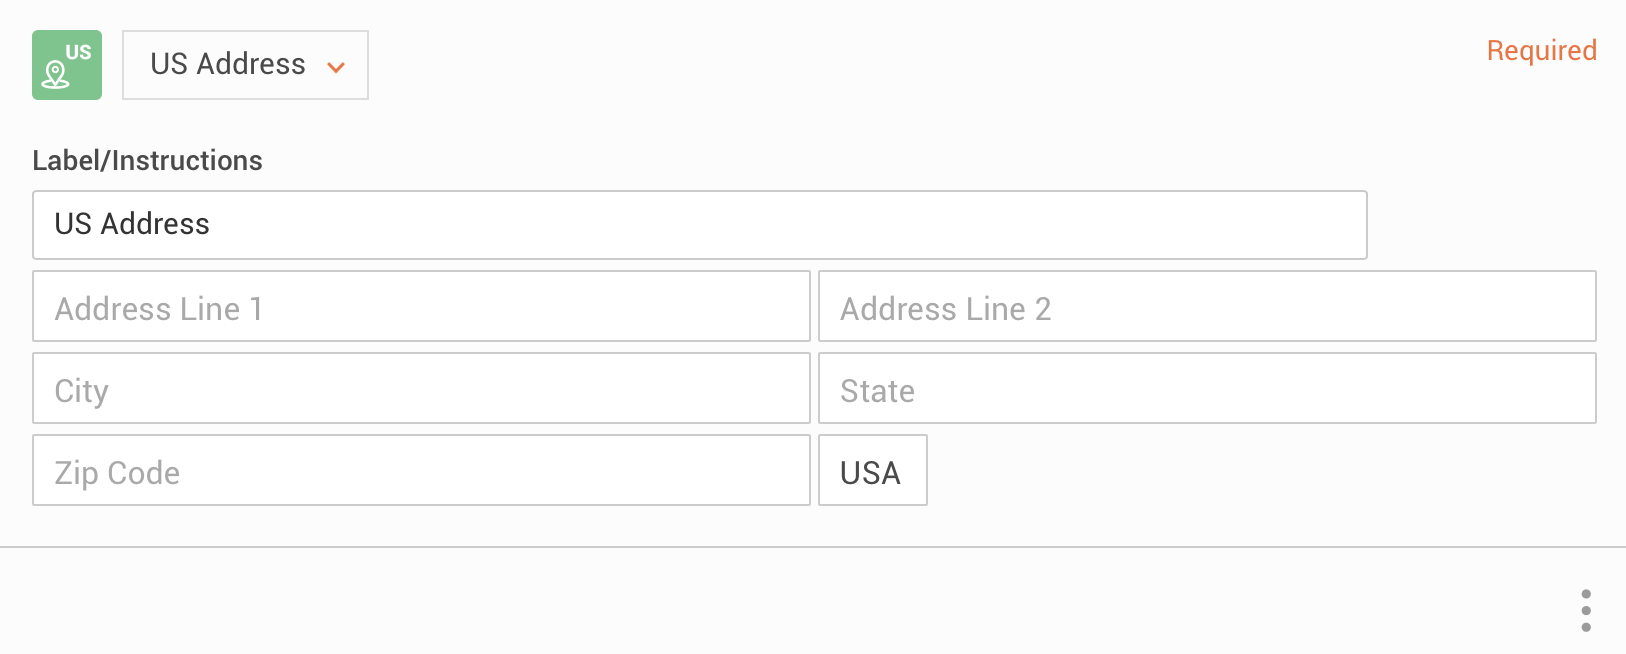 US
US Address
Required
Label/Instructions
US Address
Address Line 1
Address Line 2
City
State
Zip Code
USA